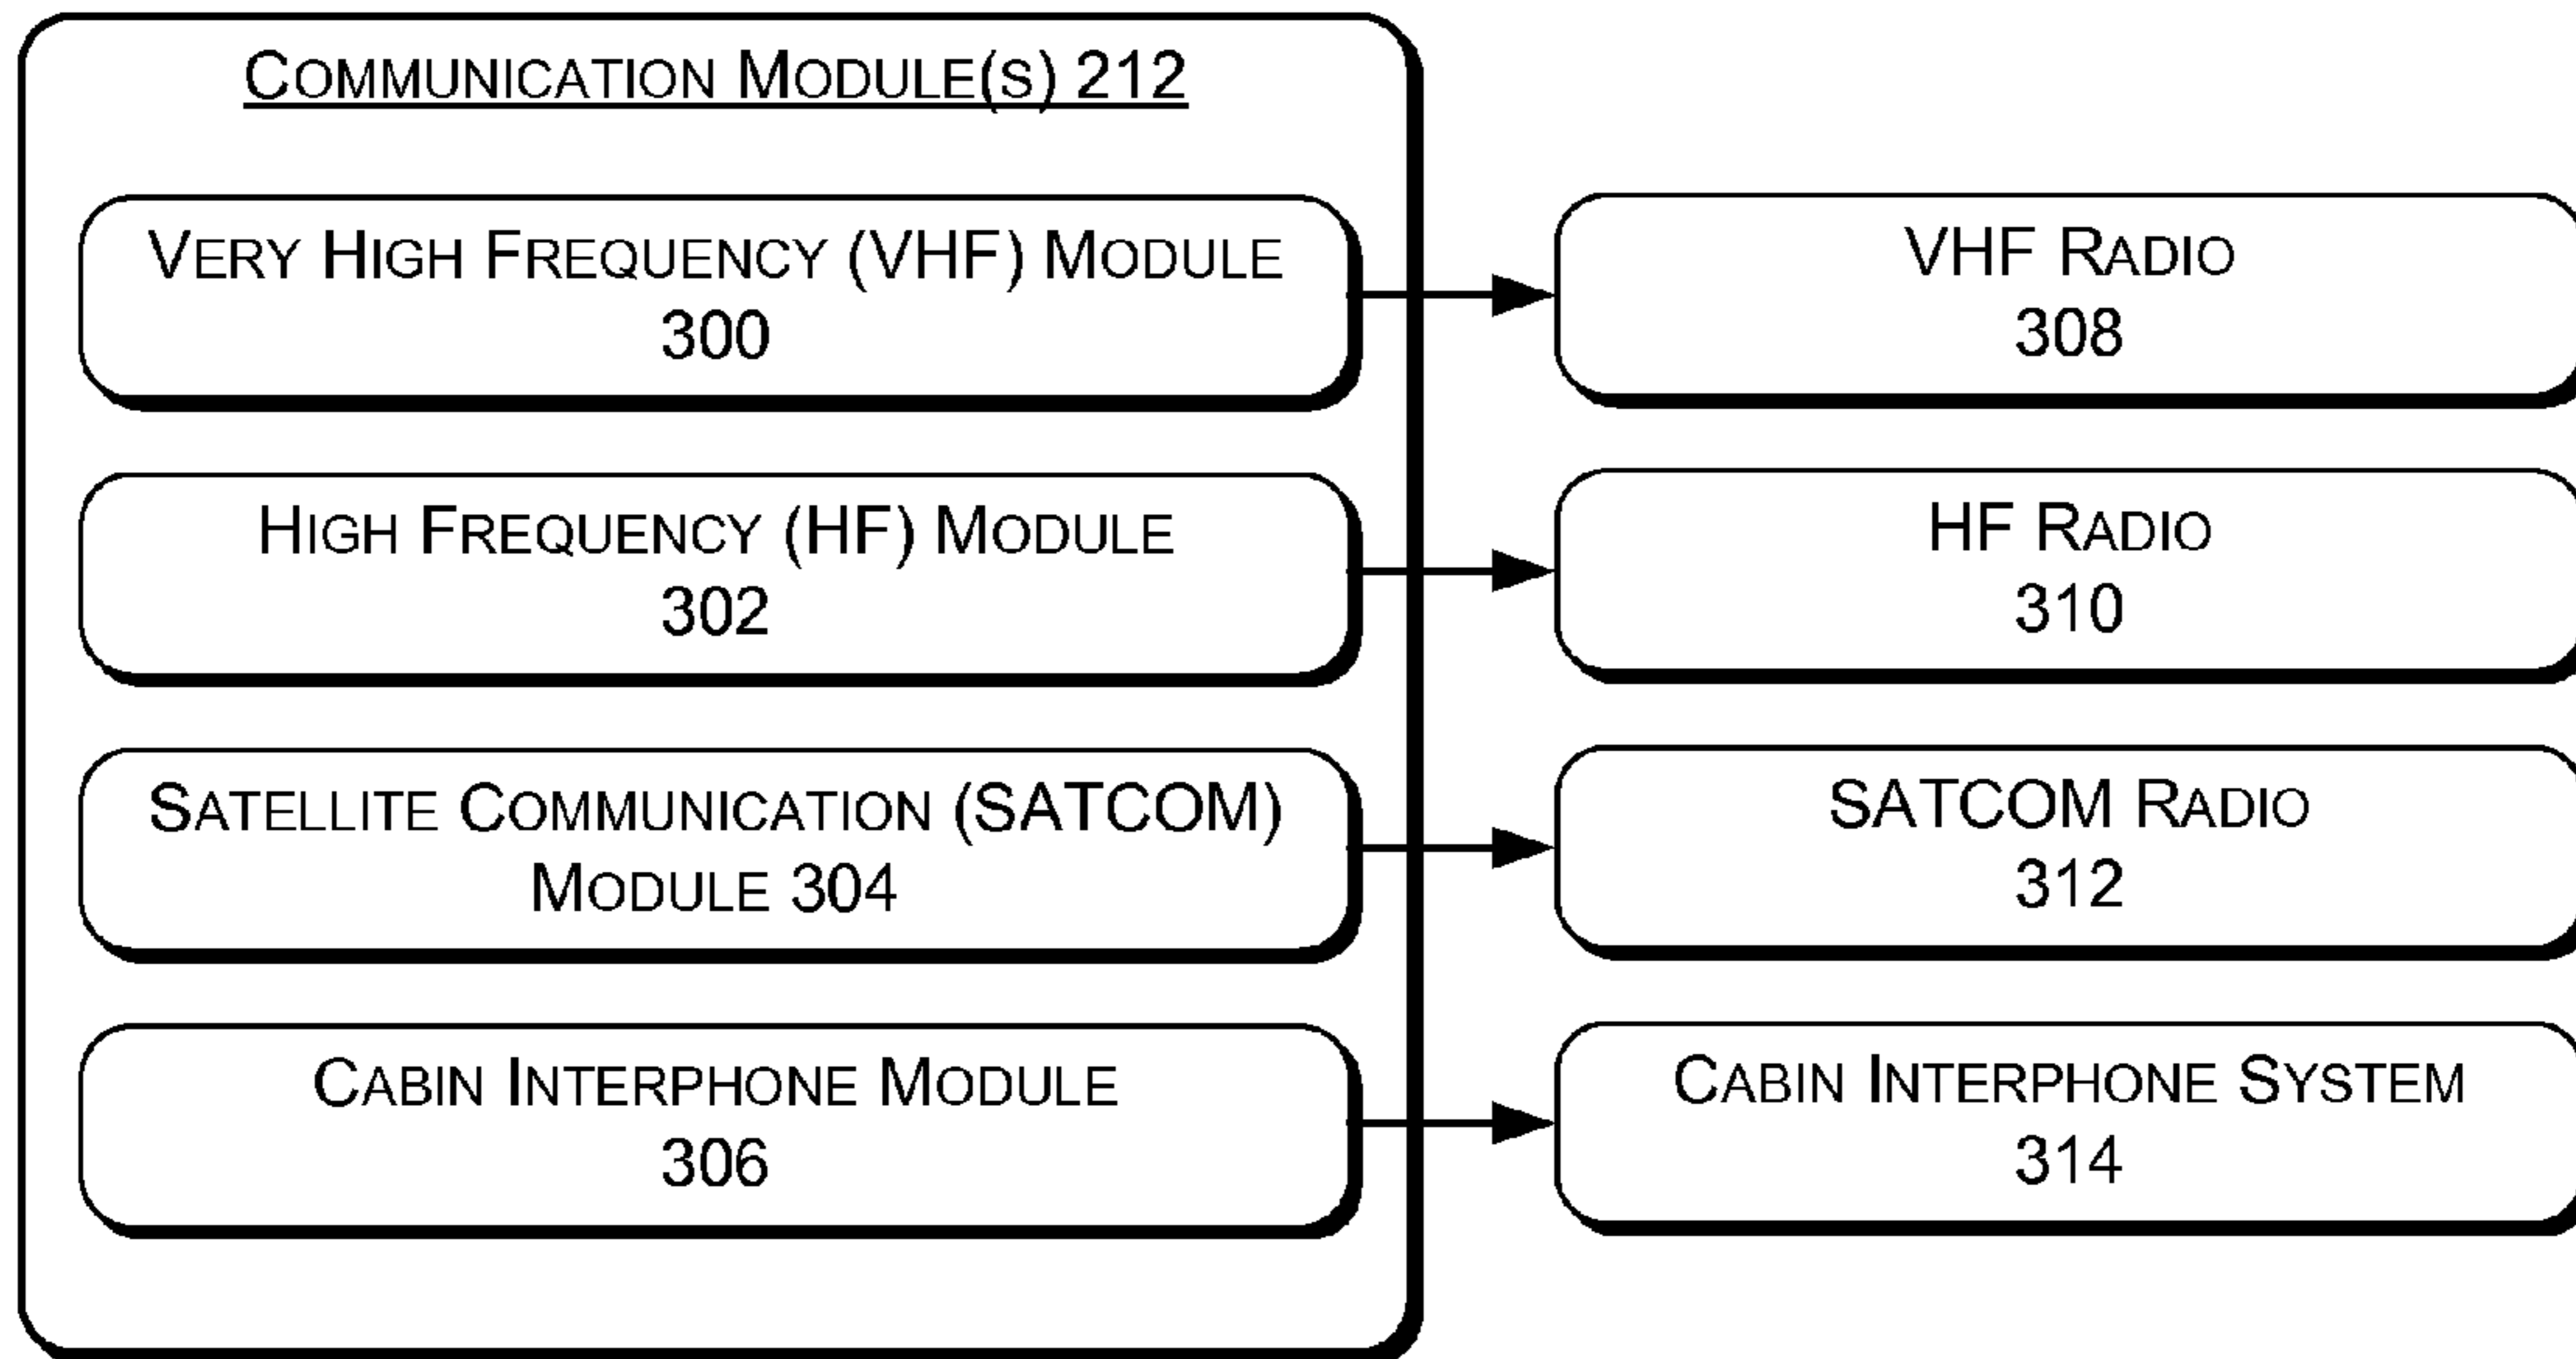 COMMUNICATION MODULE(S) 212
VERY HIGH FREQUENCY (VHF) MODULE
300
VHF RADIO
308
HIGH FREQUENCY (HF) MODULE
302
HF RADIO
310
SATELLITE COMMUNICATION (SATCOM)
MODULE 304
SATCOM RADIO
312
CABIN INTERPHONE MODULE
306
CABIN INTERPHONE SYSTEM
314